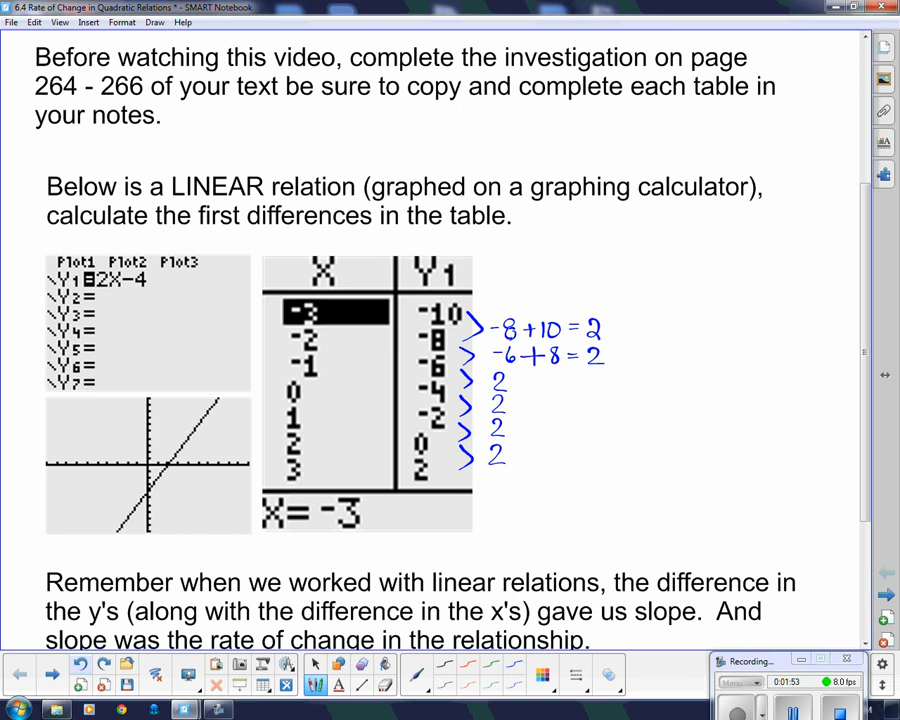 6.4 Rate of Change in Quadratic Relations * - SMART Notebook
File Edit View Insert Format Draw Help
Before watching this video, complete the investigation on page
264 - 266 of your text be sure to copy and complete each table in
your notes.
Below is a LINEAR relation (graphed on a graphing calculator),
calculate the first differences in the table.
Plot1 Plot2 Plot3
\Y1=2X-4
\Y2=
\Y3=
\Y4=
\Y5=
\Y6=
\Y7=
X Y1
-3 -10
-2 -8
-1 -6
0 -4
1 -2
2 0
3 2
X=-3
-8+10=2
-6+8=2
2
2
2
2
Remember when we worked with linear relations, the difference in
the y's (along with the difference in the x's) gave us slope. And
slope was the rate of change in the relationship.
Recording...
Menu
0:01:53
8.0 fps